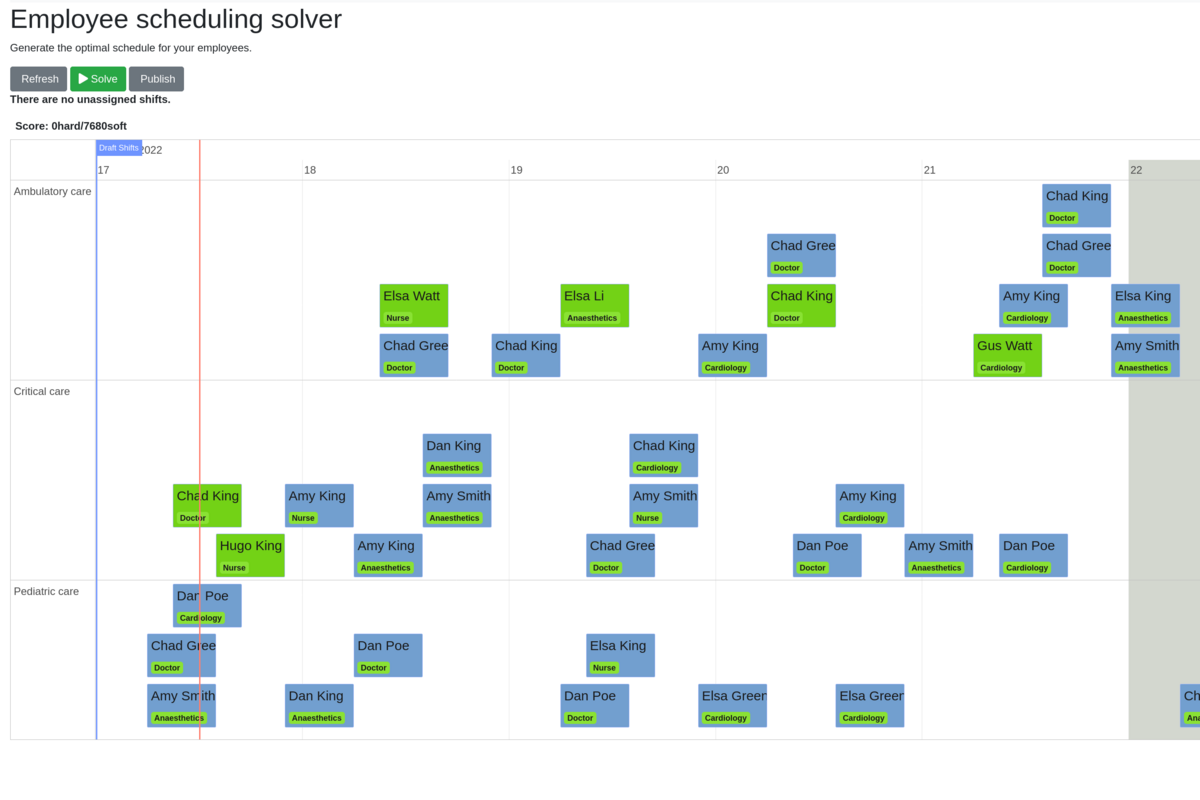 Employee scheduling solver
Generate the optimal schedule for your employees.
Refresh
Solve
Publish
There are no unassigned shifts.
Score: 0hard/7680soft
Draft Shifts
2022
17
18
19
20
21
22
Ambulatory care
Chad King
Doctor
Chad Gree
Doctor
Chad Gree
Doctor
Elsa Watt
Nurse
Elsa Li
Anaesthetics
Chad King
Doctor
Amy King
Cardiology
Elsa King
Anaesthetics
Chad Gree
Doctor
Chad King
Doctor
Amy King
Cardiology
Gus Watt
Cardiology
Amy Smith
Anaesthetics
Critical care
Dan King
Anaesthetics
Chad King
Cardiology
Chad King
Doctor
Amy King
Nurse
Amy Smith
Anaesthetics
Amy Smith
Nurse
Amy King
Cardiology
Hugo King
Nurse
Amy King
Anaesthetics
Chad Gree
Doctor
Dan Poe
Doctor
Amy Smith
Anaesthetics
Dan Poe
Cardiology
Pediatric care
Dan Poe
Cardiology
Chad Gree
Doctor
Dan Poe
Doctor
Elsa King
Nurse
Amy Smith
Anaesthetics
Dan King
Anaesthetics
Dan Poe
Doctor
Elsa Green
Cardiology
Elsa Green
Cardiology
Ch
Ana